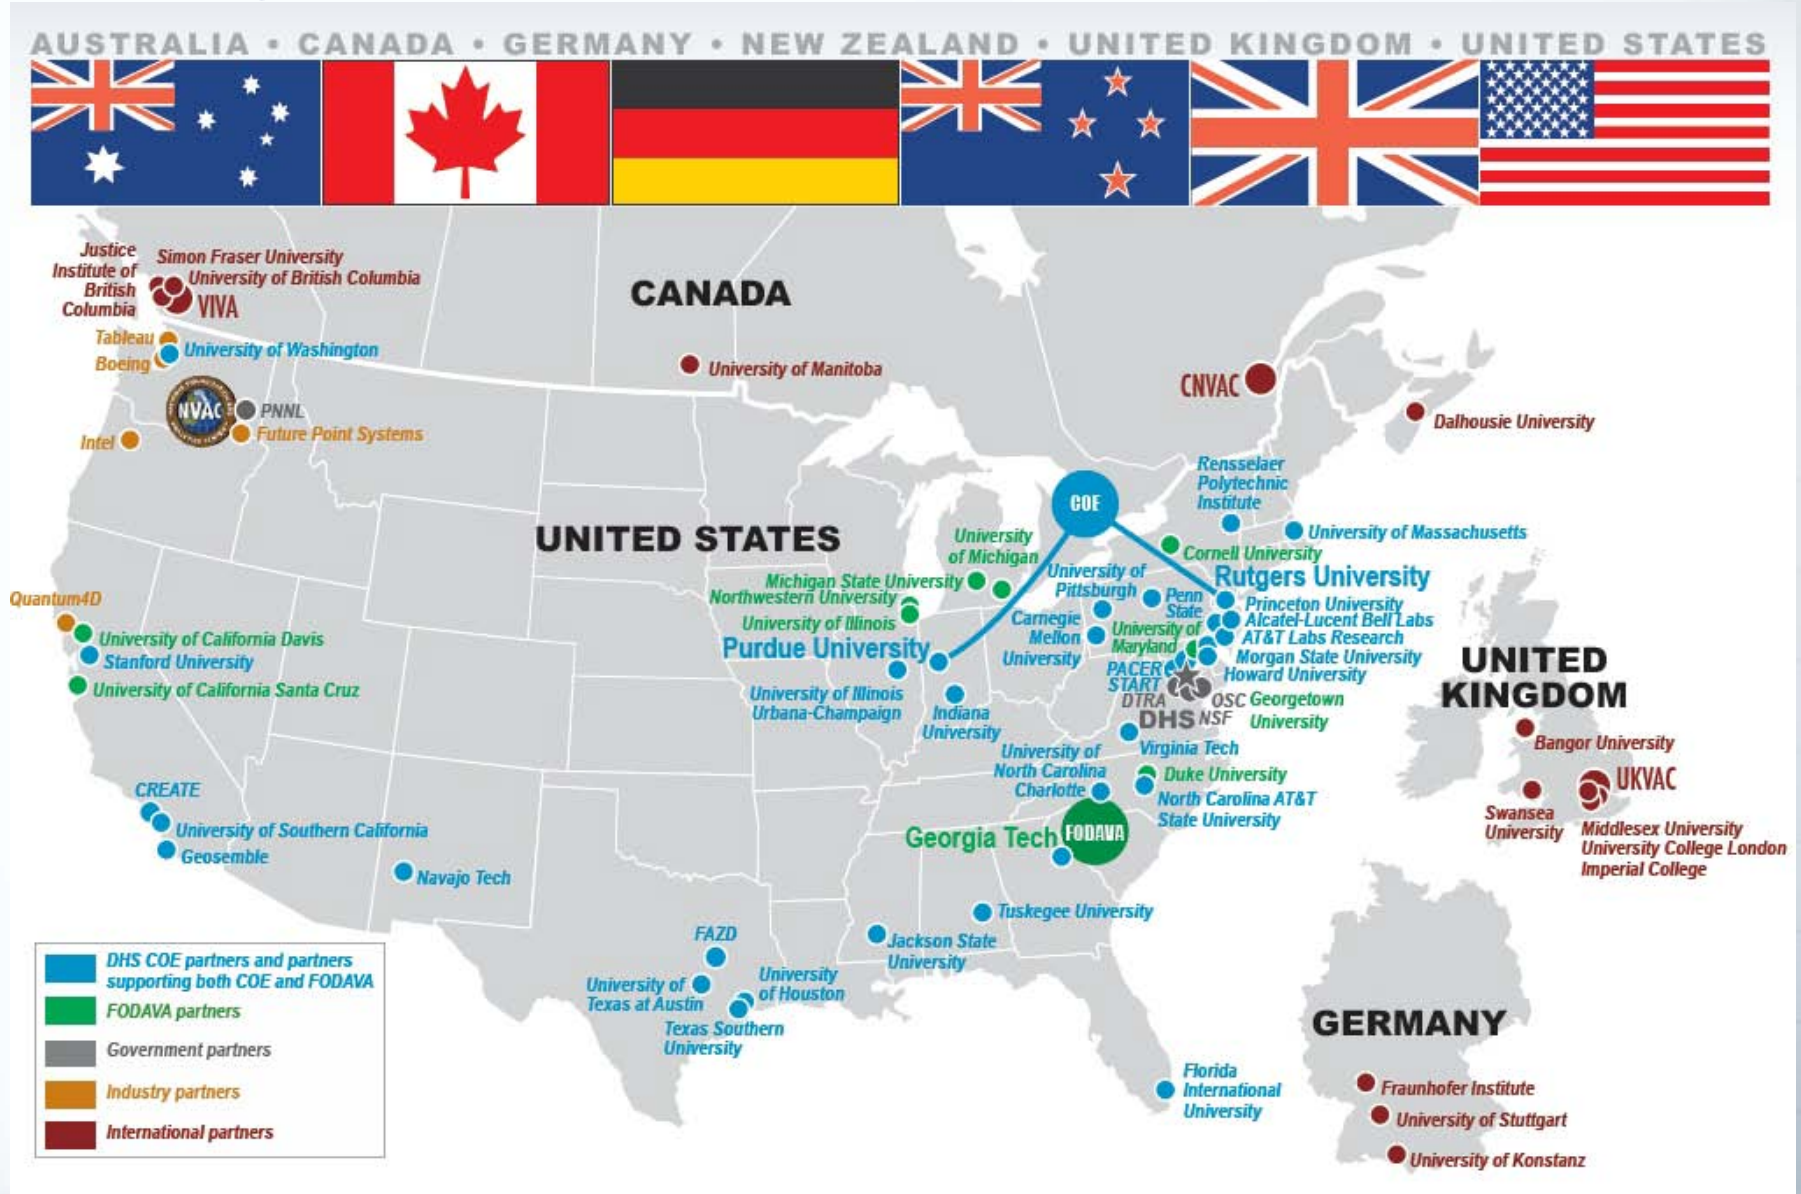 AUSTRALIA • CANADA • GERMANY • NEW ZEALAND • UNITED KINGDOM • UNITED STATES
Justice
Institute of
British
Columbia
Simon Fraser University
University of British Columbia
VIVA
CANADA
Tableau
Boeing
University of Washington
University of Manitoba
CNVAC
NVAC
PNNL
Future Point Systems
Intel
Dalhousie University
Rensselaer
Polytechnic
Institute
COE
UNITED STATES
University
of Michigan
University of Massachusetts
Cornell University
Michigan State University
Northwestern University
University of Illinois
University of
Pittsburgh
Penn
State
Rutgers University
Princeton University
Alcatel-Lucent Bell Labs
AT&T Labs Research
Morgan State University
Howard University
Carnegie
Mellon
University
University of
Maryland
PACER
START
DTRA
DHS
NSF
OSC
Georgetown
University
Quantum4D
University of California Davis
Stanford University
University of California Santa Cruz
Purdue University
University of Illinois
Urbana-Champaign
Indiana
University
Virginia Tech
University of
North Carolina
Charlotte
Duke University
North Carolina AT&T
State University
UNITED
KINGDOM
Bangor University
UKVAC
Swansea
University
Middlesex University
University College London
Imperial College
CREATE
University of Southern California
Geosemble
Navajo Tech
Georgia Tech
FODAVA
Tuskegee University
Jackson State
University
FAZD
University of
Texas at Austin
University
of Houston
Texas Southern
University
Florida
International
University
GERMANY
Fraunhofer Institute
University of Stuttgart
University of Konstanz
DHS COE partners and partners
supporting both COE and FODAVA
FODAVA partners
Government partners
Industry partners
International partners